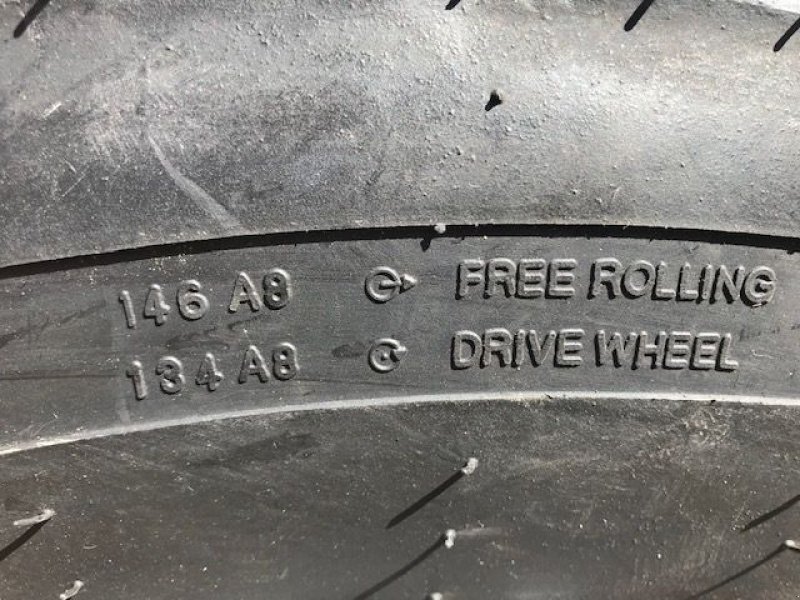 146 A8 FREE ROLLING
134 A8 DRIVE WHEEL